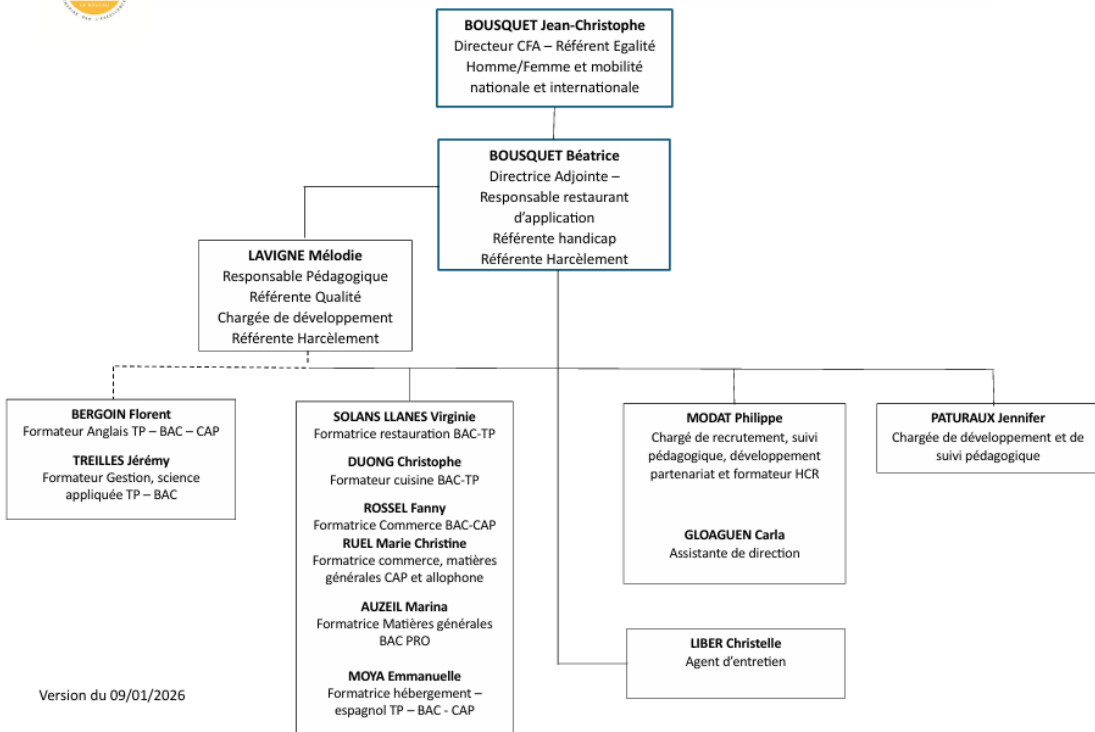 LA ROLLEN
BOUSQUET Jean-Christophe
Directeur CFA – Référent Egalité
Homme/Femme et mobilité
nationale et internationale
BOUSQUET Béatrice
Directrice Adjointe –
Responsable restaurant
d'application
Référente handicap
Référente Harcèlement
LAVIGNE Mélodie
Responsable Pédagogique
Référente Qualité
Chargée de développement
Référente Harcèlement
BERGOIN Florent
Formateur Anglais TP – BAC – CAP
TREILLES Jérémy
Formateur Gestion, science
appliquée TP – BAC
SOLANS LLANES Virginie
Formatrice restauration BAC-TP
DUONG Christophe
Formateur cuisine BAC-TP
ROSSEL Fanny
Formatrice Commerce BAC-CAP
RUEL Marie Christine
Formatrice commerce, matières
générales CAP et allophone
AUZEIL Marina
Formatrice Matières générales
BAC PRO
MOYA Emmanuelle
Formatrice hébergement –
espagnol TP – BAC - CAP
MODAT Philippe
Chargé de recrutement, suivi
pédagogique, développement
partenariat et formateur HCR
GLOAGUEN Carla
Assistante de direction
PATURAUX Jennifer
Chargée de développement et de
suivi pédagogique
LIBER Christelle
Agent d'entretien
Version du 09/01/2026